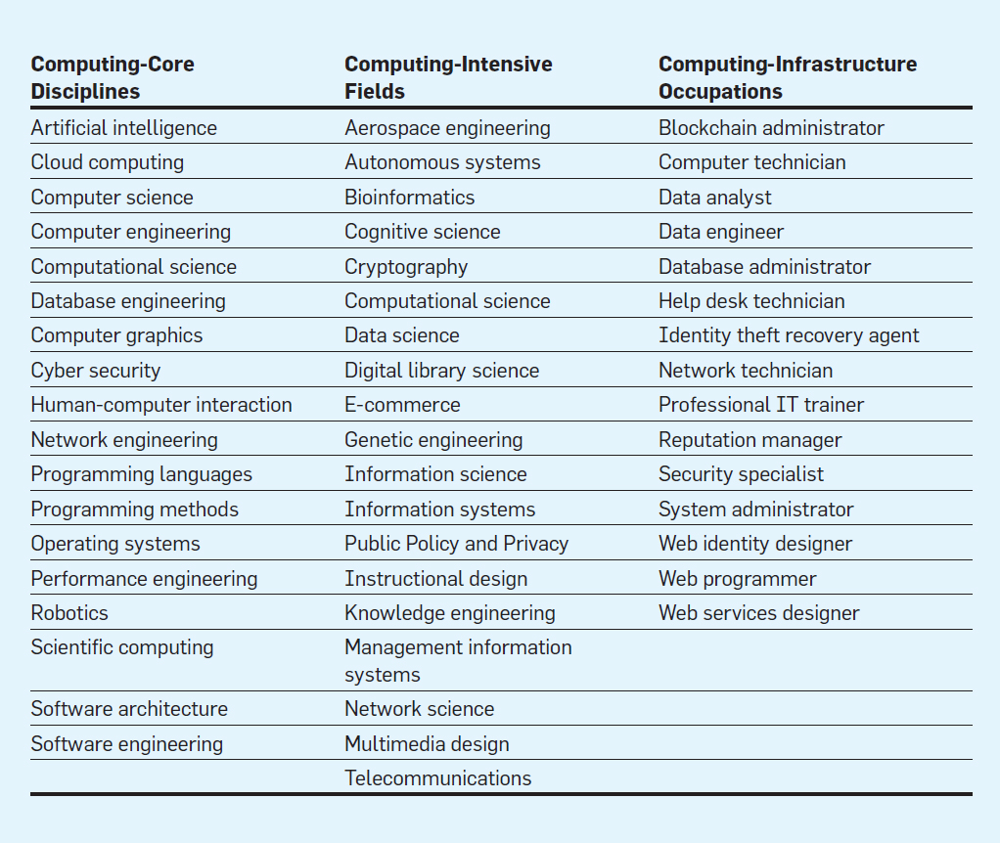 Computing-Core Disciplines | Computing-Intensive Fields | Computing-Infrastructure Occupations
Artificial intelligence | Aerospace engineering | Blockchain administrator
Cloud computing | Autonomous systems | Computer technician
Computer science | Bioinformatics | Data analyst
Computer engineering | Cognitive science | Data engineer
Computational science | Cryptography | Database administrator
Database engineering | Computational science | Help desk technician
Computer graphics | Data science | Identity theft recovery agent
Cyber security | Digital library science | Network technician
Human-computer interaction | E-commerce | Professional IT trainer
Network engineering | Genetic engineering | Reputation manager
Programming languages | Information science | Security specialist
Programming methods | Information systems | System administrator
Operating systems | Public Policy and Privacy | Web identity designer
Performance engineering | Instructional design | Web programmer
Robotics | Knowledge engineering | Web services designer
Scientific computing | Management information systems
Software architecture | Network science
Software engineering | Multimedia design
Telecommunications